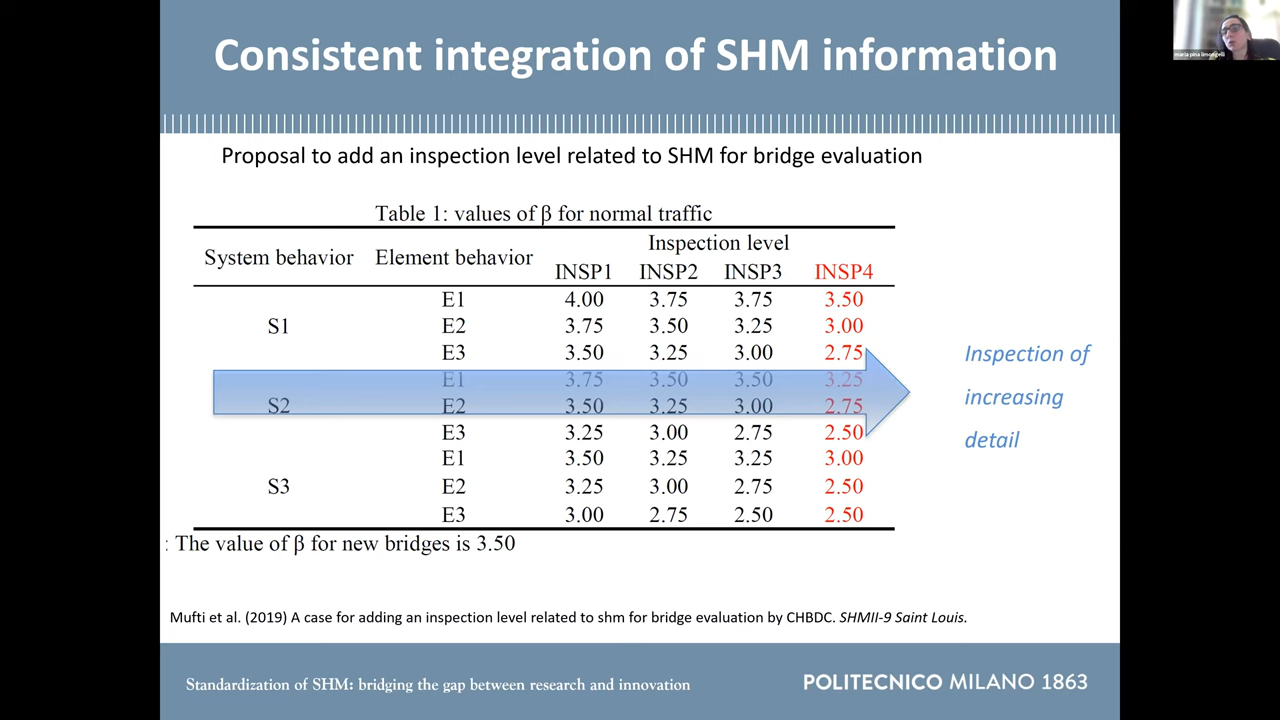 Consistent integration of SHM information
maria pina limongelli
Proposal to add an inspection level related to SHM for bridge evaluation
Table 1: values of β for normal traffic
System behavior Element behavior Inspection level
INSP1 INSP2 INSP3 INSP4
E1 4.00 3.75 3.75 3.50
S1 E2 3.75 3.50 3.25 3.00
E3 3.50 3.25 3.00 2.75
E1 3.75 3.50 3.50 3.25
S2 E2 3.50 3.25 3.00 2.75
E3 3.25 3.00 2.75 2.50
E1 3.50 3.25 3.25 3.00
S3 E2 3.25 3.00 2.75 2.50
E3 3.00 2.75 2.50 2.50
Inspection of
increasing
detail
: The value of β for new bridges is 3.50
Mufti et al. (2019) A case for adding an inspection level related to shm for bridge evaluation by CHBDC. SHMII-9 Saint Louis.
Standardization of SHM: bridging the gap between research and innovation
POLITECNICO MILANO 1863